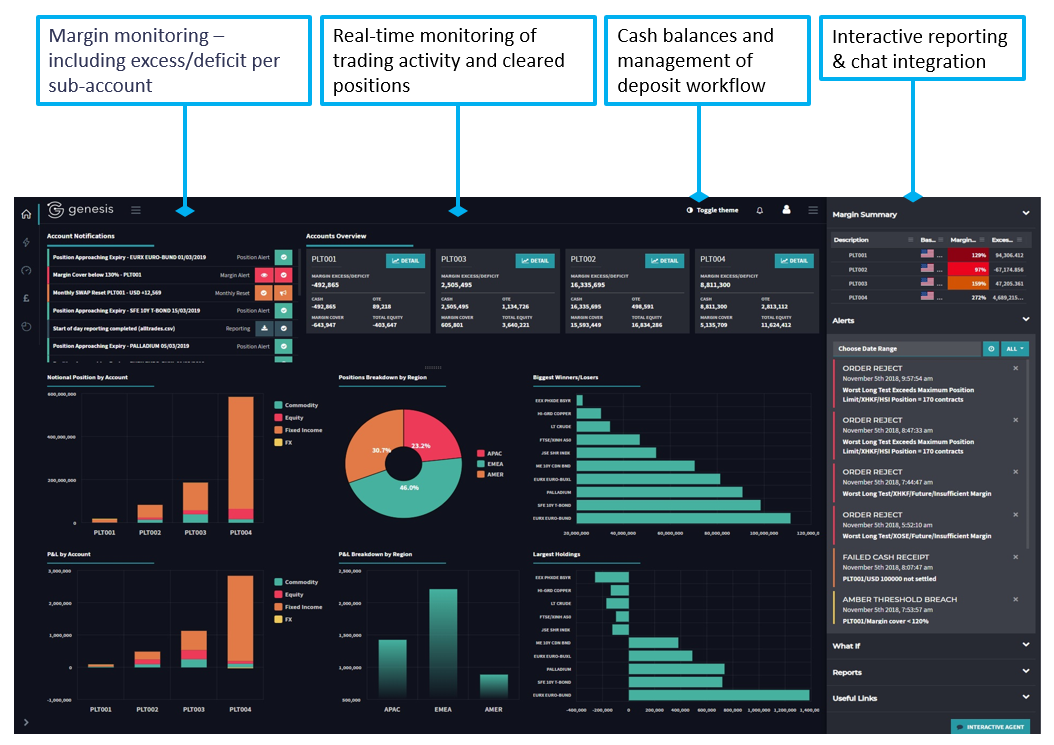 Margin monitoring –
including excess/deficit per
sub-account
Real-time monitoring of
trading activity and cleared
positions
Cash balances and
management of
deposit workflow
Interactive reporting
& chat integration
genesis
Toggle theme
Account Notifications
Position Approaching Expiry - EURX EURO-BUND 01/03/2019 Position Alert
Margin Cover below 130% - PLT001 Margin Alert
Monthly SWAP Reset PLT001 - USD +12,569 Monthly Reset
Position Approaching Expiry - SFE 10Y T-BOND 15/03/2019 Position Alert
Start of day reporting completed (alltrades.csv) Reporting
Position Approaching Expiry - PALLADIUM 05/03/2019 Position Alert
Accounts Overview
PLT001 DETAIL
MARGIN EXCESS/DEFICIT
-492,865
CASH OTE
-492,865 89,218
MARGIN COVER TOTAL EQUITY
-643,947 -403,647
PLT003 DETAIL
MARGIN EXCESS/DEFICIT
2,505,495
CASH OTE
2,505,495 1,134,726
MARGIN COVER TOTAL EQUITY
605,801 3,640,221
PLT002 DETAIL
MARGIN EXCESS/DEFICIT
16,335,695
CASH OTE
16,335,695 498,591
MARGIN COVER TOTAL EQUITY
15,593,449 16,834,286
PLT004 DETAIL
MARGIN EXCESS/DEFICIT
8,811,300
CASH OTE
8,811,300 2,813,112
MARGIN COVER TOTAL EQUITY
5,135,709 11,624,412
Notional Position by Account
600,000,000
400,000,000
200,000,000
0
PLT001 PLT002 PLT003 PLT004
Commodity
Equity
Fixed Income
FX
Positions Breakdown by Region
30.7%
23.2%
46.0%
APAC
EMEA
AMER
Biggest Winners/Losers
EEX PHXDE BSYR
HI-GRD COPPER
LT CRUDE
FTSE/XINH A50
JSE SHR INDX
ME 10Y CDN BND
EURX EURO-BUXL
PALLADIUM
SFE 10Y T-BOND
EURX EURO-BUND
20,000,000 40,000,000 60,000,000 80,000,000 100,000,000 120,000,0
P&L by Account
3,000,000
2,000,000
1,000,000
0
-1,000,000
PLT001 PLT002 PLT003 PLT004
Commodity
Equity
Fixed Income
FX
P&L Breakdown by Region
2,500,000
2,000,000
1,500,000
1,000,000
500,000
APAC EMEA AMER
Largest Holdings
EEX PHXDE BSYR
HI-GRD COPPER
LT CRUDE
FTSE/XINH A50
JSE SHR INDX
ME 10Y CDN BND
EURX EURO-BUXL
PALLADIUM
SFE 10Y T-BOND
EURX EURO-BUND
-400,000 -200,000 0 200,000 400,000 600,000 800,000 1,000,000 1,200,000 1,400,00
Margin Summary
Description Bas... Margin... Exces...
PLT001 ... 129% 94,306.412
PLT002 ... 97% -67,174.856
PLT003 ... 159% 47,205.361
PLT004 ... 272% 4,689,215...
Alerts
Choose Date Range ALL
ORDER REJECT
November 5th 2018, 9:57:54 am
Worst Long Test Exceeds Maximum Position
Limit/XHKF/HSI Position = 170 contracts
ORDER REJECT
November 5th 2018, 8:47:33 am
Worst Long Test Exceeds Maximum Position
Limit/XHKF/HSI Position = 170 contracts
ORDER REJECT
November 5th 2018, 7:44:47 am
Worst Long Test/XHKF/Future/Insufficient Margin
ORDER REJECT
November 5th 2018, 5:52:10 am
Worst Long Test/XOSE/Future/Insufficient Margin
FAILED CASH RECEIPT
November 5th 2018, 8:07:47 am
PLT001/USD 100000 not settled
AMBER THRESHOLD BREACH
November 5th 2018, 7:53:57 am
PLT001/Margin cover < 120%
What If
Reports
Useful Links
INTERACTIVE AGENT